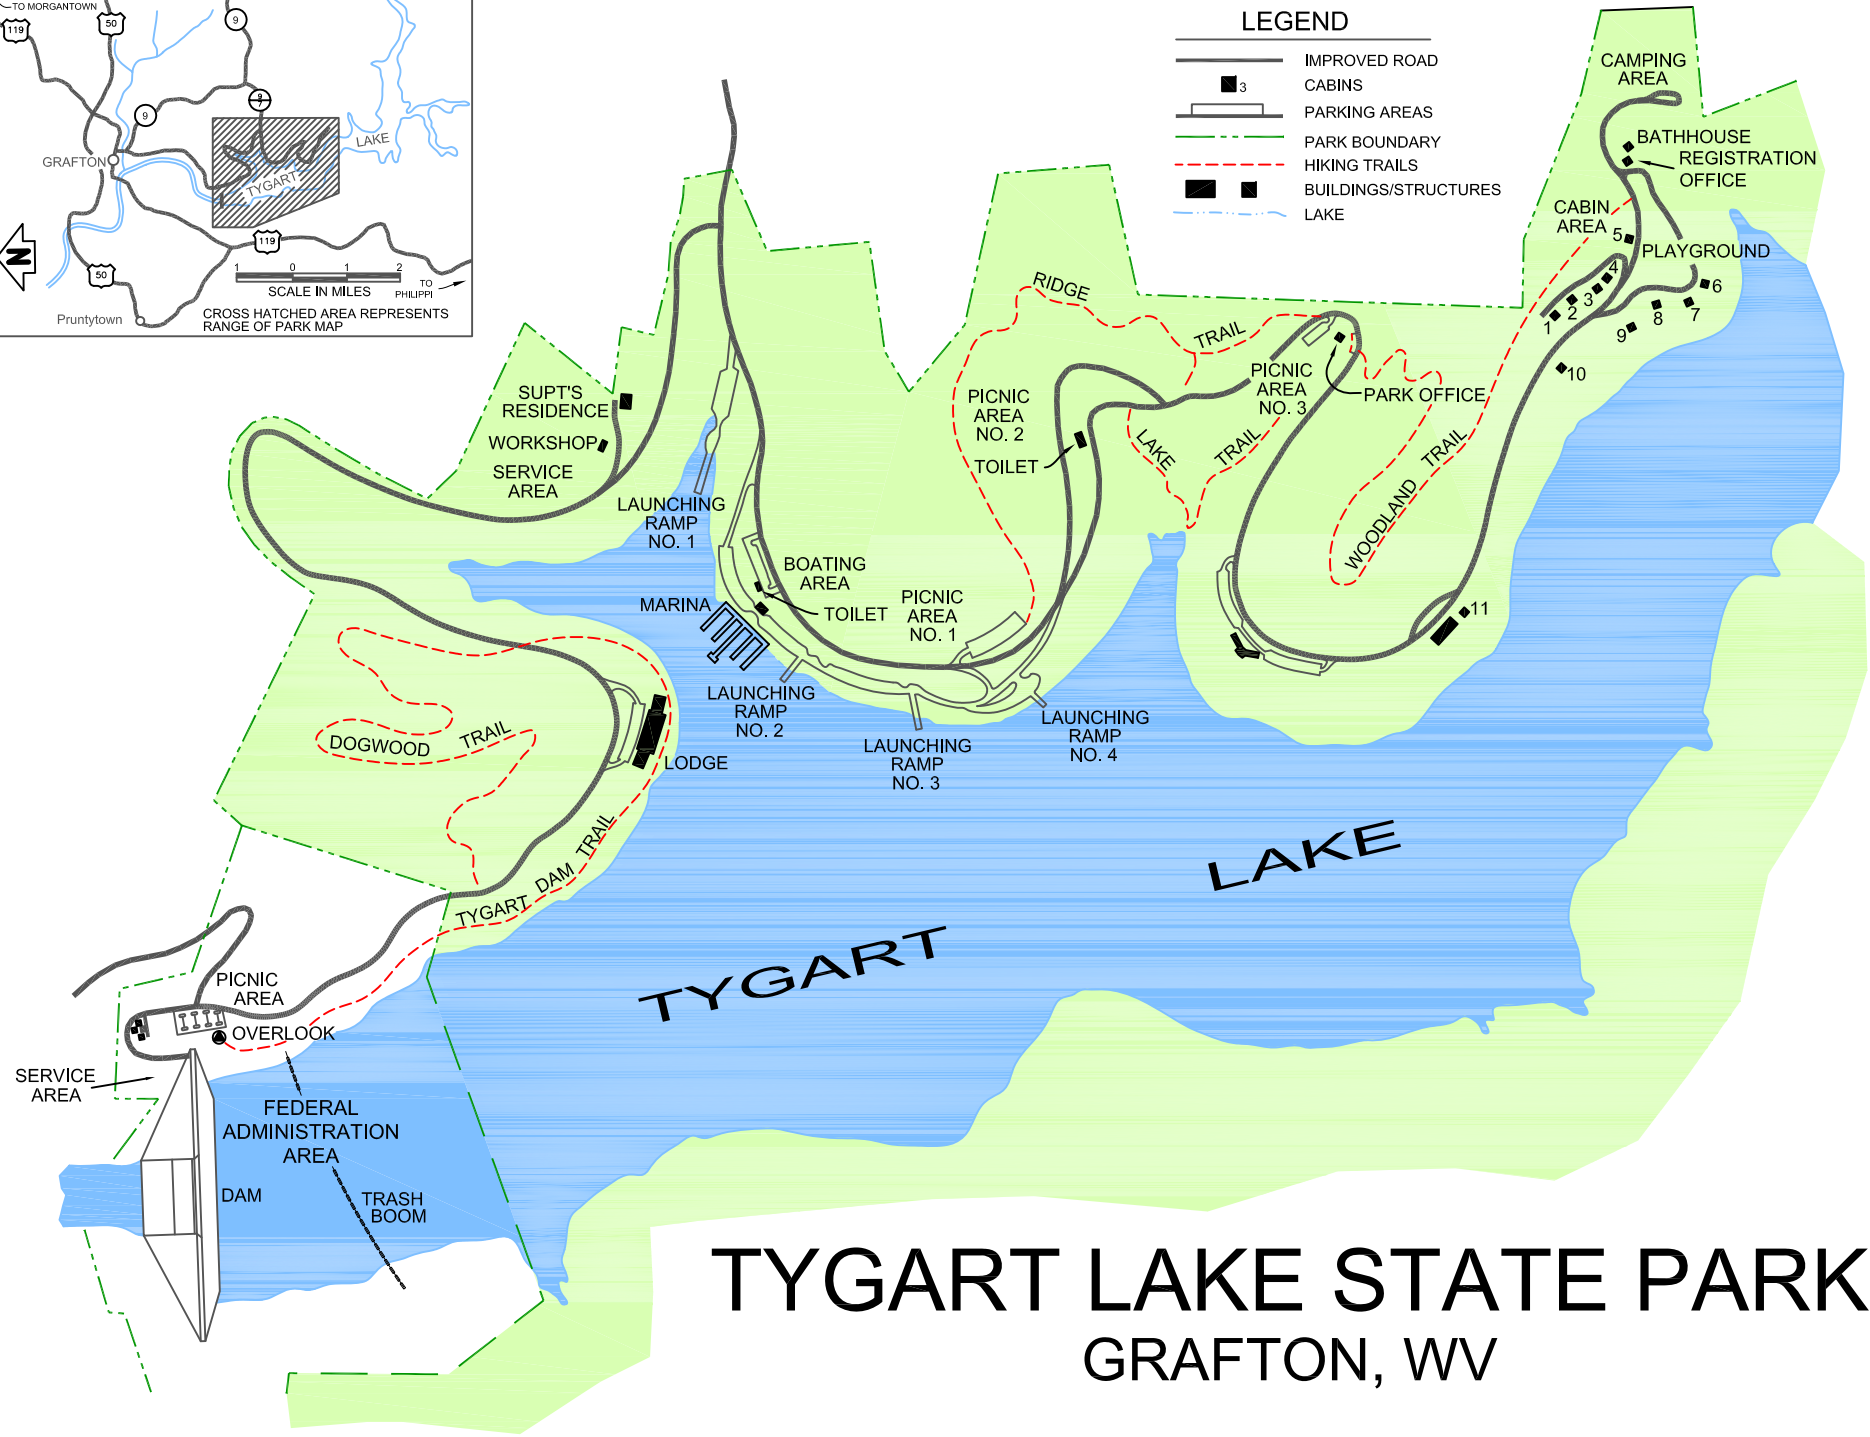 TO MORGANTOWN
119
50
9
9
9
7
GRAFTON
LAKE
TYGART
N
119
50
1 0 1 2
SCALE IN MILES
TO
PHILIPPI
Pruntytown
CROSS HATCHED AREA REPRESENTS
RANGE OF PARK MAP
LEGEND
IMPROVED ROAD
3
CABINS
PARKING AREAS
PARK BOUNDARY
HIKING TRAILS
BUILDINGS/STRUCTURES
LAKE
CAMPING
AREA
BATHHOUSE
REGISTRATION
OFFICE
CABIN
AREA
5
PLAYGROUND
4
3
2
1
6
7
8
9
10
11
RIDGE
TRAIL
PICNIC
AREA
NO. 3
PARK OFFICE
PICNIC
AREA
NO. 2
TOILET
LAKE
TRAIL
WOODLAND
TRAIL
SUPT'S
RESIDENCE
WORKSHOP
SERVICE
AREA
LAUNCHING
RAMP
NO. 1
BOATING
AREA
MARINA
TOILET
PICNIC
AREA
NO. 1
LAUNCHING
RAMP
NO. 2
LAUNCHING
RAMP
NO. 3
LAUNCHING
RAMP
NO. 4
DOGWOOD
TRAIL
LODGE
TYGART
DAM
TRAIL
TYGART
LAKE
PICNIC
AREA
OVERLOOK
SERVICE
AREA
FEDERAL
ADMINISTRATION
AREA
DAM
TRASH
BOOM
TYGART LAKE STATE PARK
GRAFTON, WV